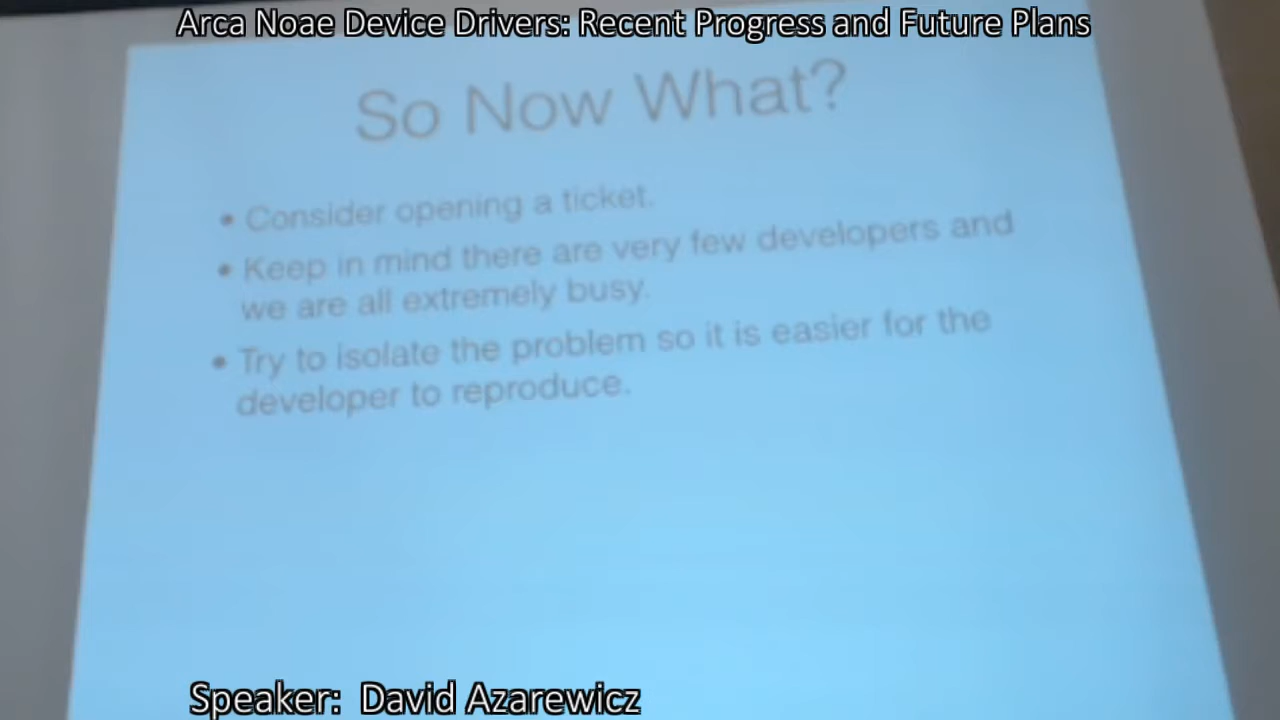 Arca Noae Device Drivers: Recent Progress and Future Plans
So Now What?
• Consider opening a ticket.
• Keep in mind there are very few developers and
we are all extremely busy.
• Try to isolate the problem so it is easier for the
developer to reproduce.
Speaker: David Azarewicz